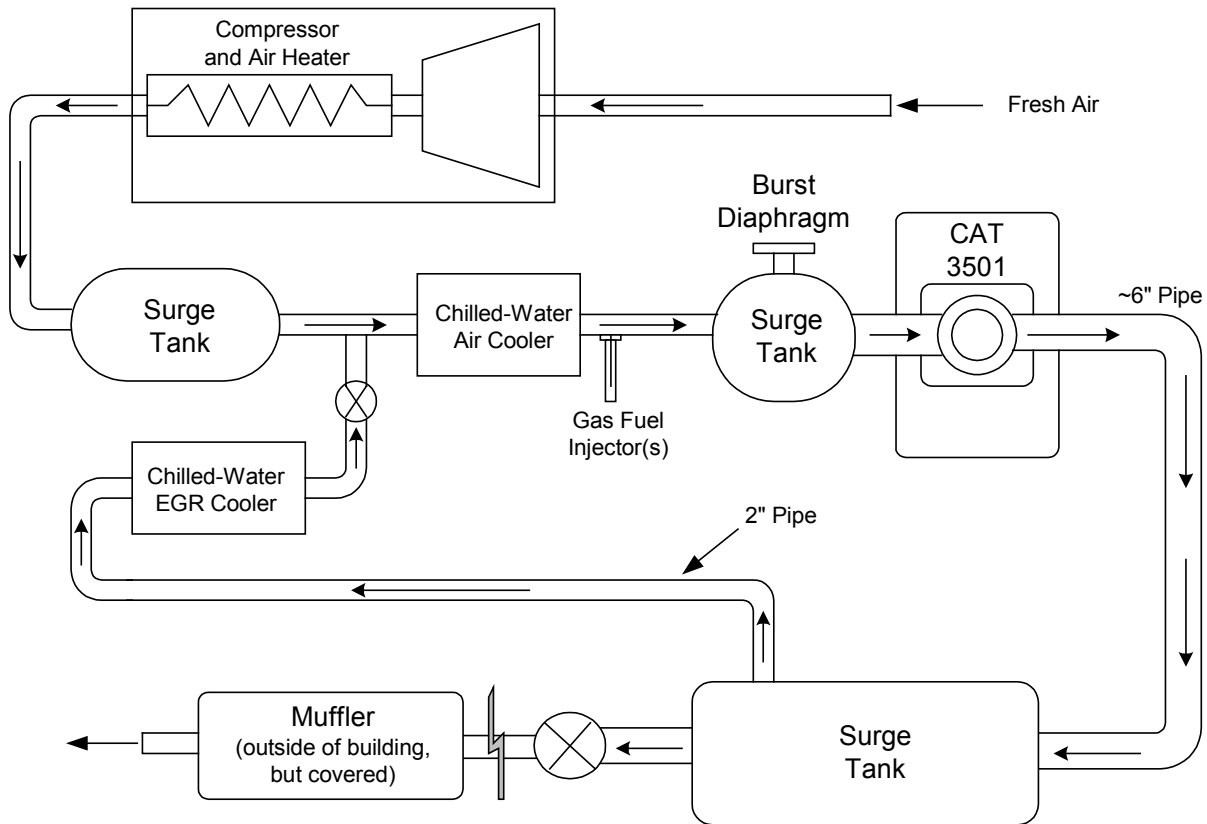 Compressor
and Air Heater
Fresh Air
Burst
Diaphragm
CAT
3501
~6" Pipe
Surge
Tank
Chilled-Water
Air Cooler
Surge
Tank
Gas Fuel
Injector(s)
Chilled-Water
EGR Cooler
2" Pipe
Muffler
(outside of building,
but covered)
Surge
Tank